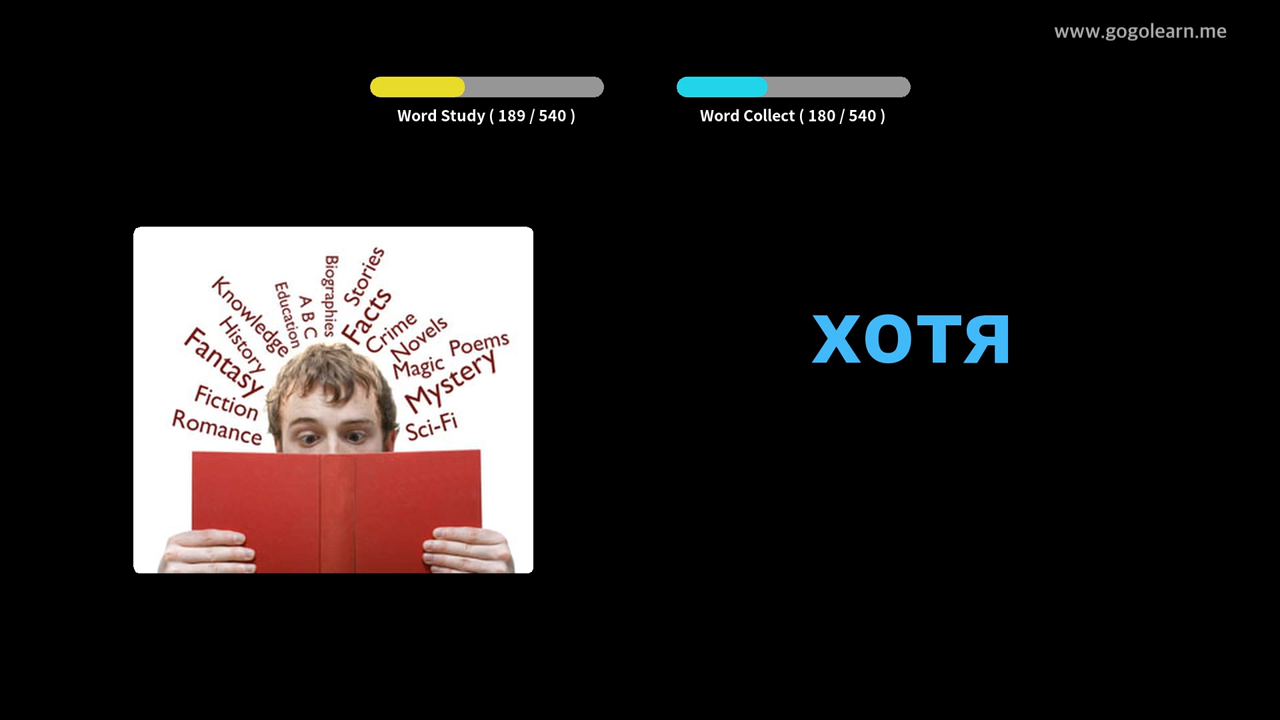 www.gogolearn.me
Word Study ( 189 / 540 )
Word Collect ( 180 / 540 )
Biographies
Stories
Knowledge
Education
A B C
Facts
Crime
History
Novels
Poems
Fantasy
Magic
Mystery
Fiction
Romance
Sci-Fi
хотя